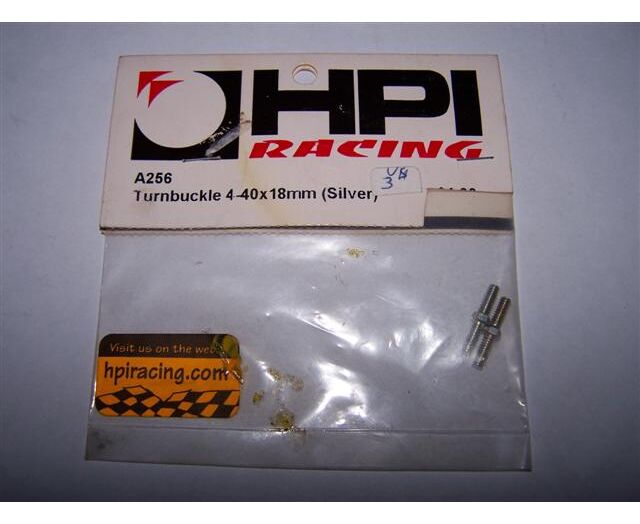 HPI
RACING
A256
Turnbuckle 4-40x18mm (Silver)
3
Visit us on the web
hpiracing.com